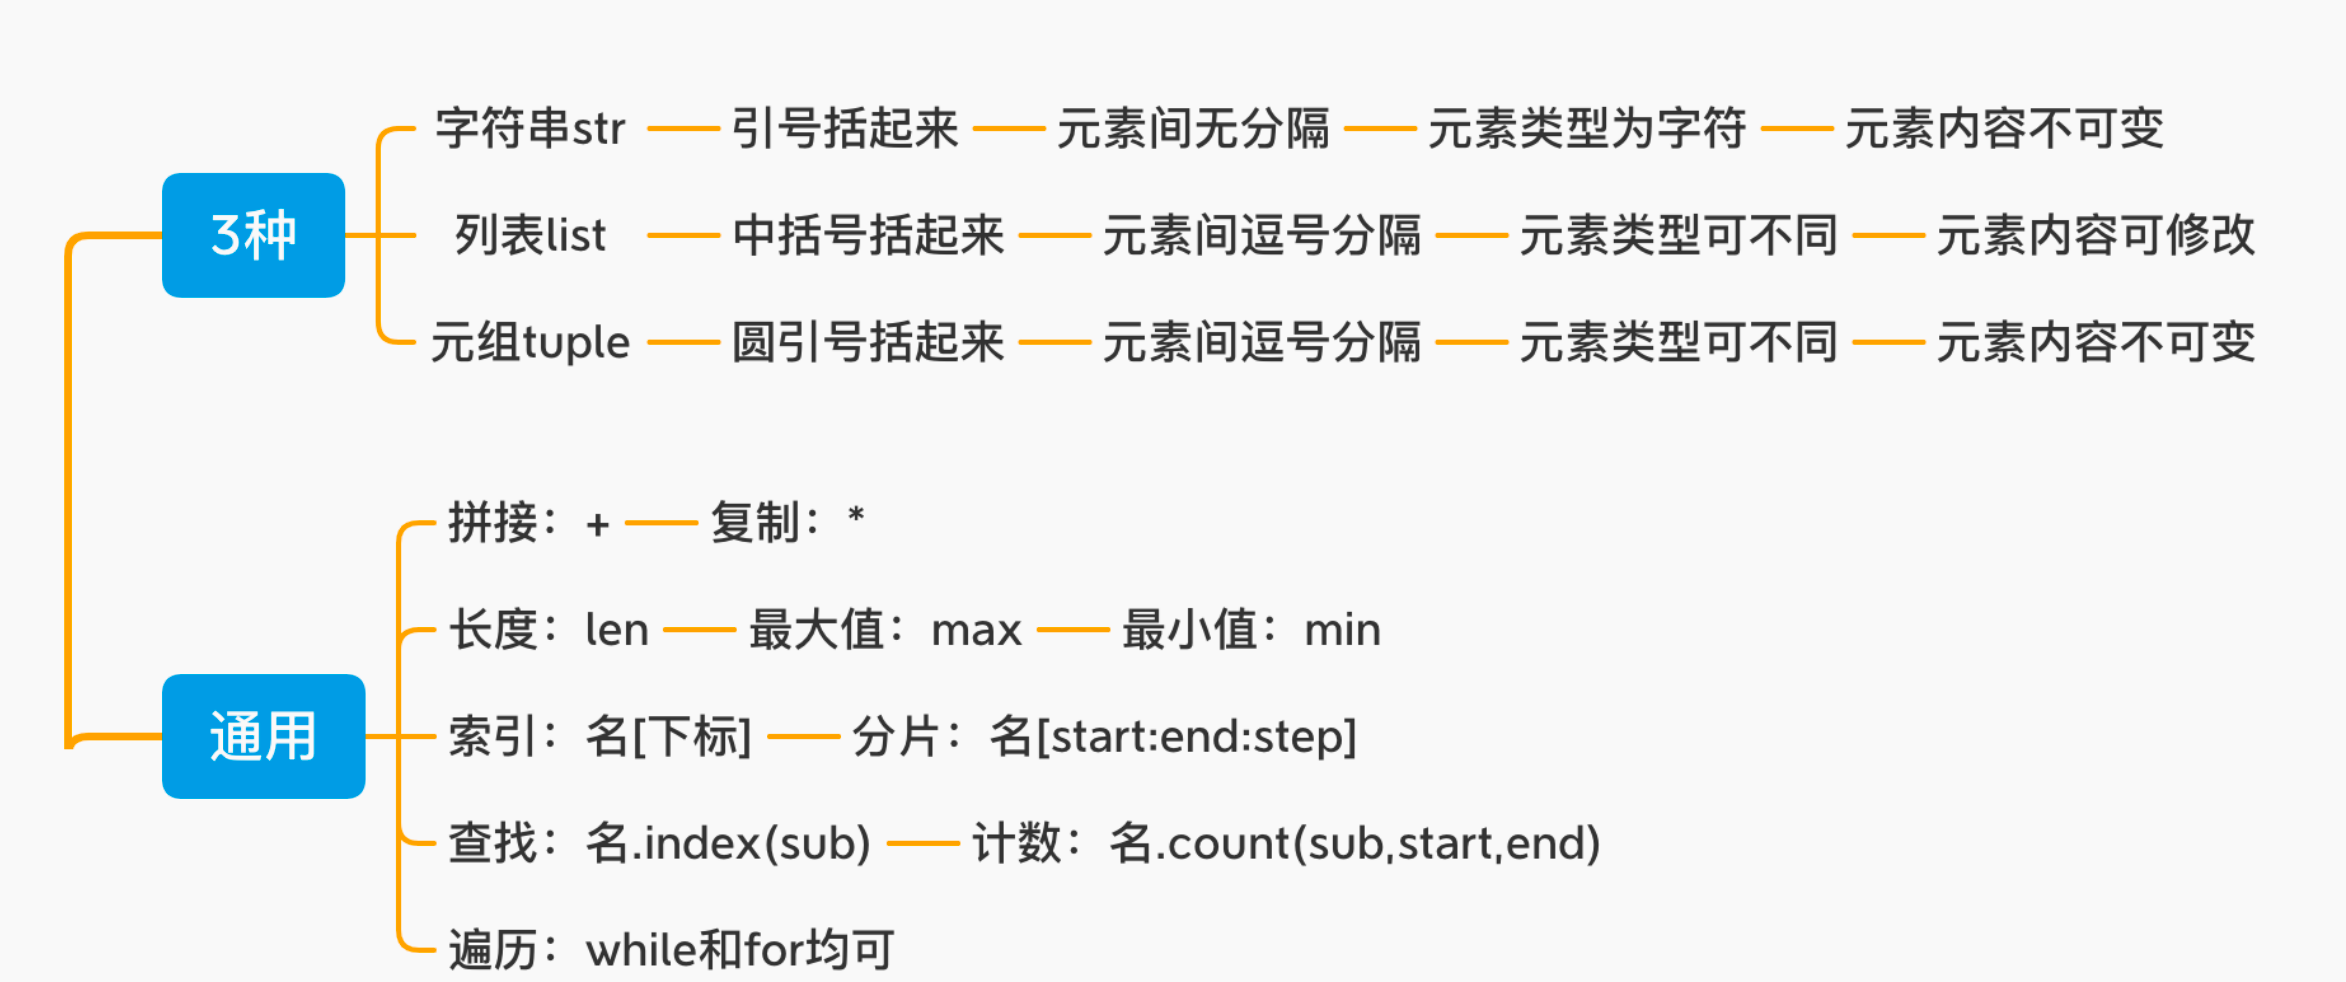 3种
字符串str 引号括起来 元素间无分隔 元素类型为字符 元素内容不可变
列表list 中括号括起来 元素间逗号分隔 元素类型可不同 元素内容可修改
元组tuple 圆引号括起来 元素间逗号分隔 元素类型可不同 元素内容不可变
通用
拼接：+ 复制：*
长度：len 最大值：max 最小值：min
索引：名[下标] 分片：名[start:end:step]
查找：名.index(sub) 计数：名.count(sub,start,end)
遍历：while和for均可